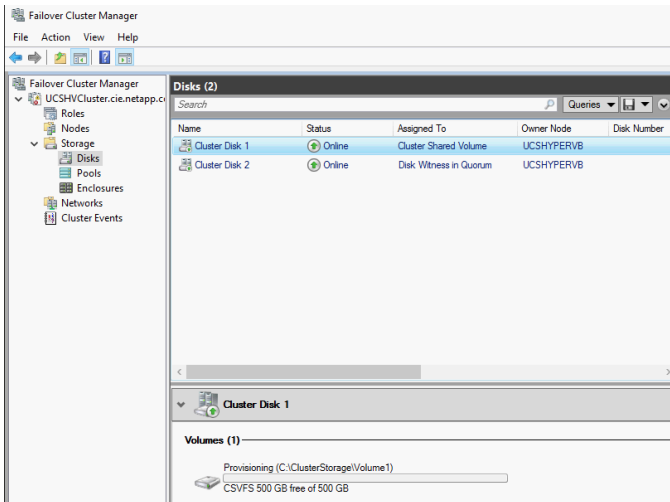 Failover Cluster Manager
File Action View Help
Failover Cluster Manager
UCSHVCluster.cie.netapp.c
Roles
Nodes
Storage
Disks
Pools
Enclosures
Networks
Cluster Events
Disks (2)
Search Queries
Name Status Assigned To Owner Node Disk Number
Cluster Disk 1 Online Cluster Shared Volume UCSHYPERVB
Cluster Disk 2 Online Disk Witness in Quorum UCSHYPERVB
Cluster Disk 1
Volumes (1)
Provisioning (C:\ClusterStorage\Volume1)
CSVFS 500 GB free of 500 GB